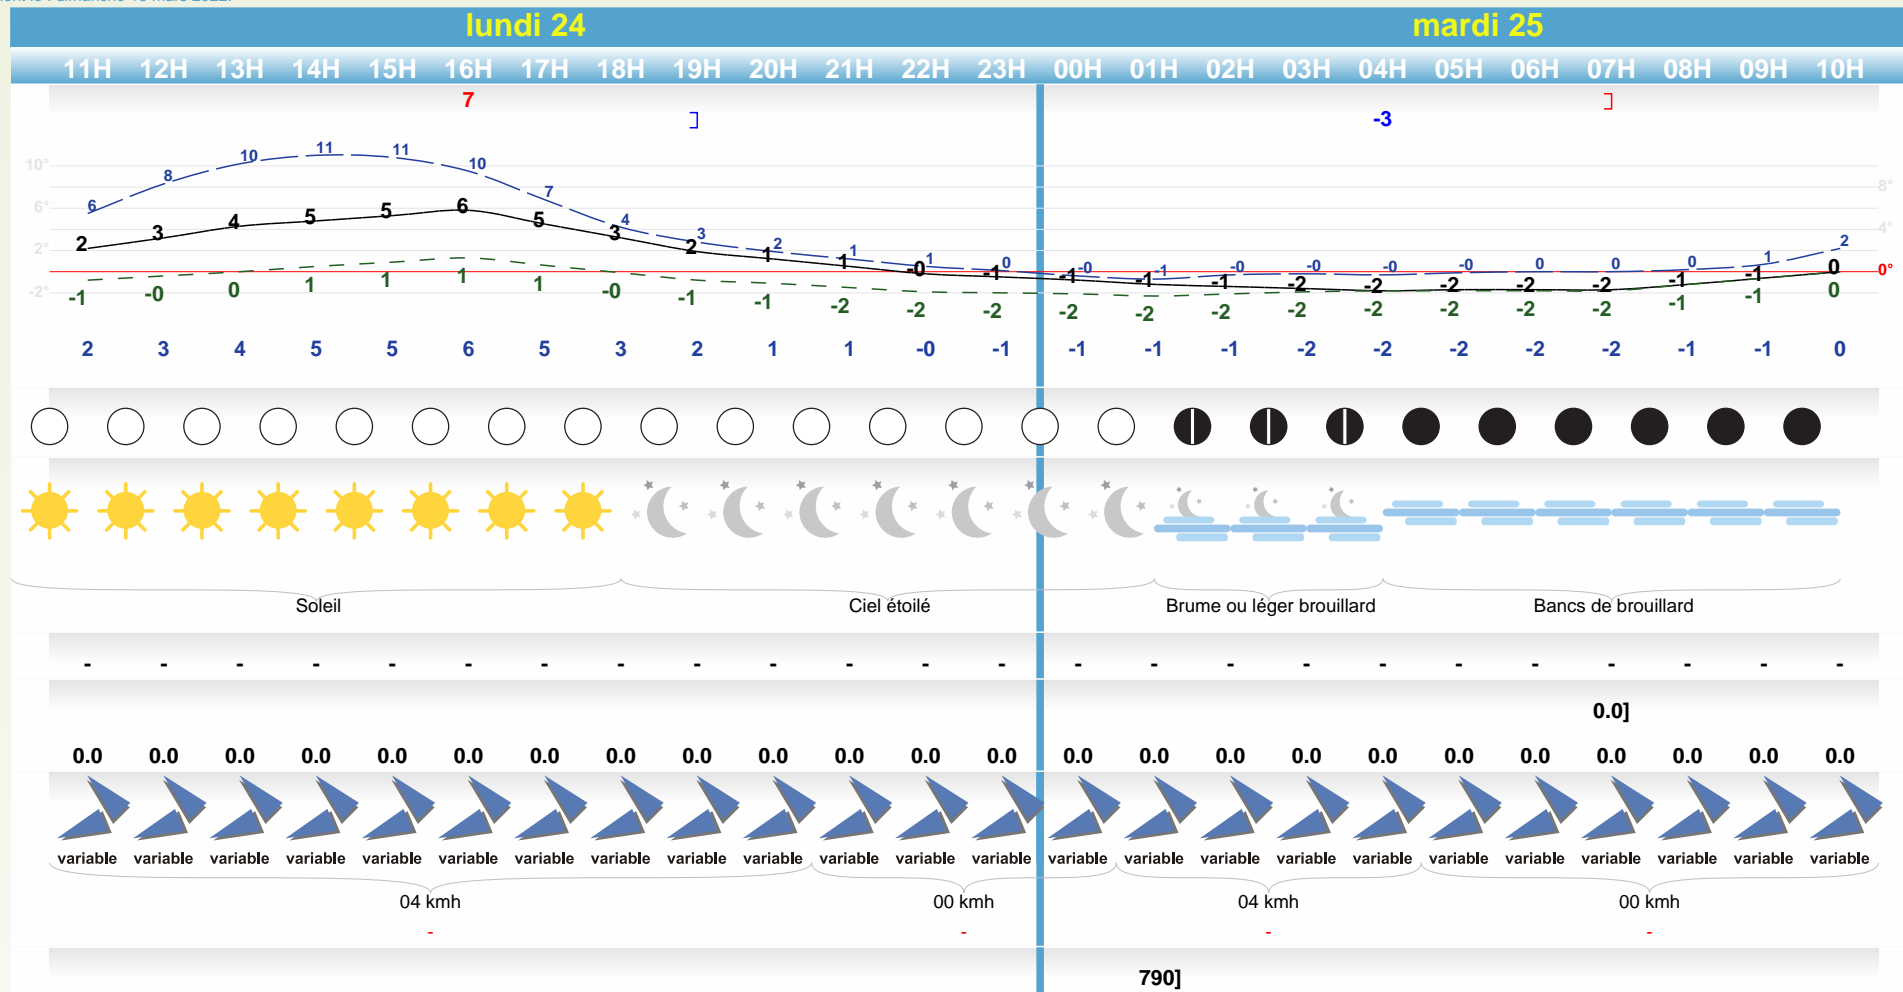 lundi 24 mardi 25
11H 12H 13H 14H 15H 16H 17H 18H 19H 20H 21H 22H 23H 00H 01H 02H 03H 04H 05H 06H 07H 08H 09H 10H
7 ]
] -3
6 8 10 11 11 10 7 4 3 2 1 1 0 -0 -1 -0 -0 -0 -0 0 0 0 1 2
10°
6°
2°
-2°
8°
4°
0°
2 3 4 5 5 6 5 3 2 1 1 -0 -1 -1 -1 -1 -2 -2 -2 -2 -2 -1 -1 0
-1 -0 0 1 1 1 1 -0 -1 -1 -2 -2 -2 -2 -2 -2 -2 -2 -2 -2 -2 -1 -1 0
2 3 4 5 5 6 5 3 2 1 1 -0 -1 -1 -1 -1 -2 -2 -2 -2 -2 -1 -1 0
Soleil Ciel étoilé Brume ou léger brouillard Bancs de brouillard
- - - - - - - - - - - - - - - - - - - - - - - -
0.0]
0.0 0.0 0.0 0.0 0.0 0.0 0.0 0.0 0.0 0.0 0.0 0.0 0.0 0.0 0.0 0.0 0.0 0.0 0.0 0.0 0.0 0.0 0.0 0.0
variable variable variable variable variable variable variable variable variable variable variable variable variable variable variable variable variable variable variable variable variable variable variable variable
04 kmh 00 kmh 04 kmh 00 kmh
- - - -
790]